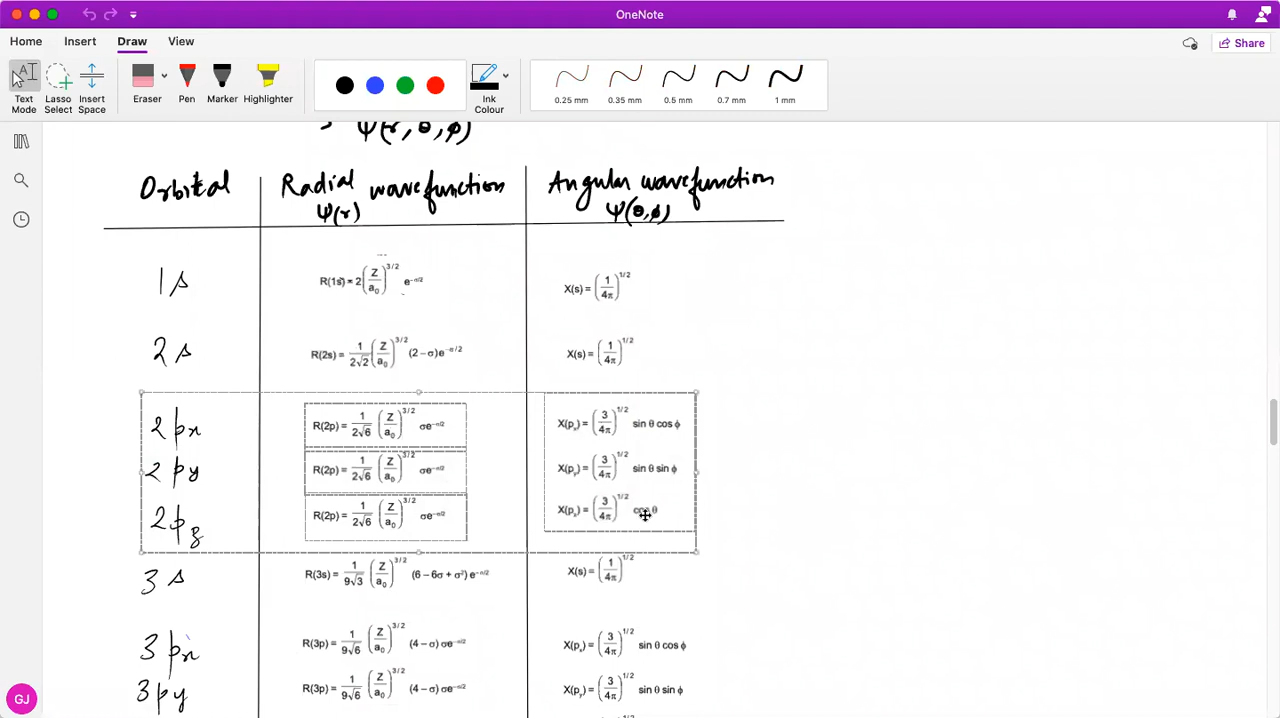 OneNote
Home Insert Draw View
Share
Text Mode
Lasso Select
Insert Space
Eraser
Pen
Marker
Highlighter
Ink Colour
0.25 mm 0.35 mm 0.5 mm 0.7 mm 1 mm
Ψ(r, θ, φ)
Orbital Radial wavefunction Ψ(r) Angular wavefunction Ψ(θ,φ)
1s R(1s) = 2 (Z/a₀)^3/2 e^−σ/2 X(s) = (1/4π)^1/2
2s R(2s) = 1/2√2 (Z/a₀)^3/2 (2−σ)e^−σ/2 X(s) = (1/4π)^1/2
2px R(2p) = 1/2√6 (Z/a₀)^3/2 σe^−σ/2 X(pₓ) = (3/4π)^1/2 sin θ cos ϕ
2py R(2p) = 1/2√6 (Z/a₀)^3/2 σe^−σ/2 X(pᵧ) = (3/4π)^1/2 sin θ sin ϕ
2pz R(2p) = 1/2√6 (Z/a₀)^3/2 σe^−σ/2 X(p_z) = (3/4π)^1/2 cos θ
3s R(3s) = 1/9√3 (Z/a₀)^3/2 (6−6σ+σ²) e^−σ/2 X(s) = (1/4π)^1/2
3px R(3p) = 1/9√6 (Z/a₀)^3/2 (4−σ) σe^−σ/2 X(pₓ) = (3/4π)^1/2 sin θ cos ϕ
3py R(3p) = 1/9√6 (Z/a₀)^3/2 (4−σ) σe^−σ/2 X(pᵧ) = (3/4π)^1/2 sin θ sin ϕ
GJ